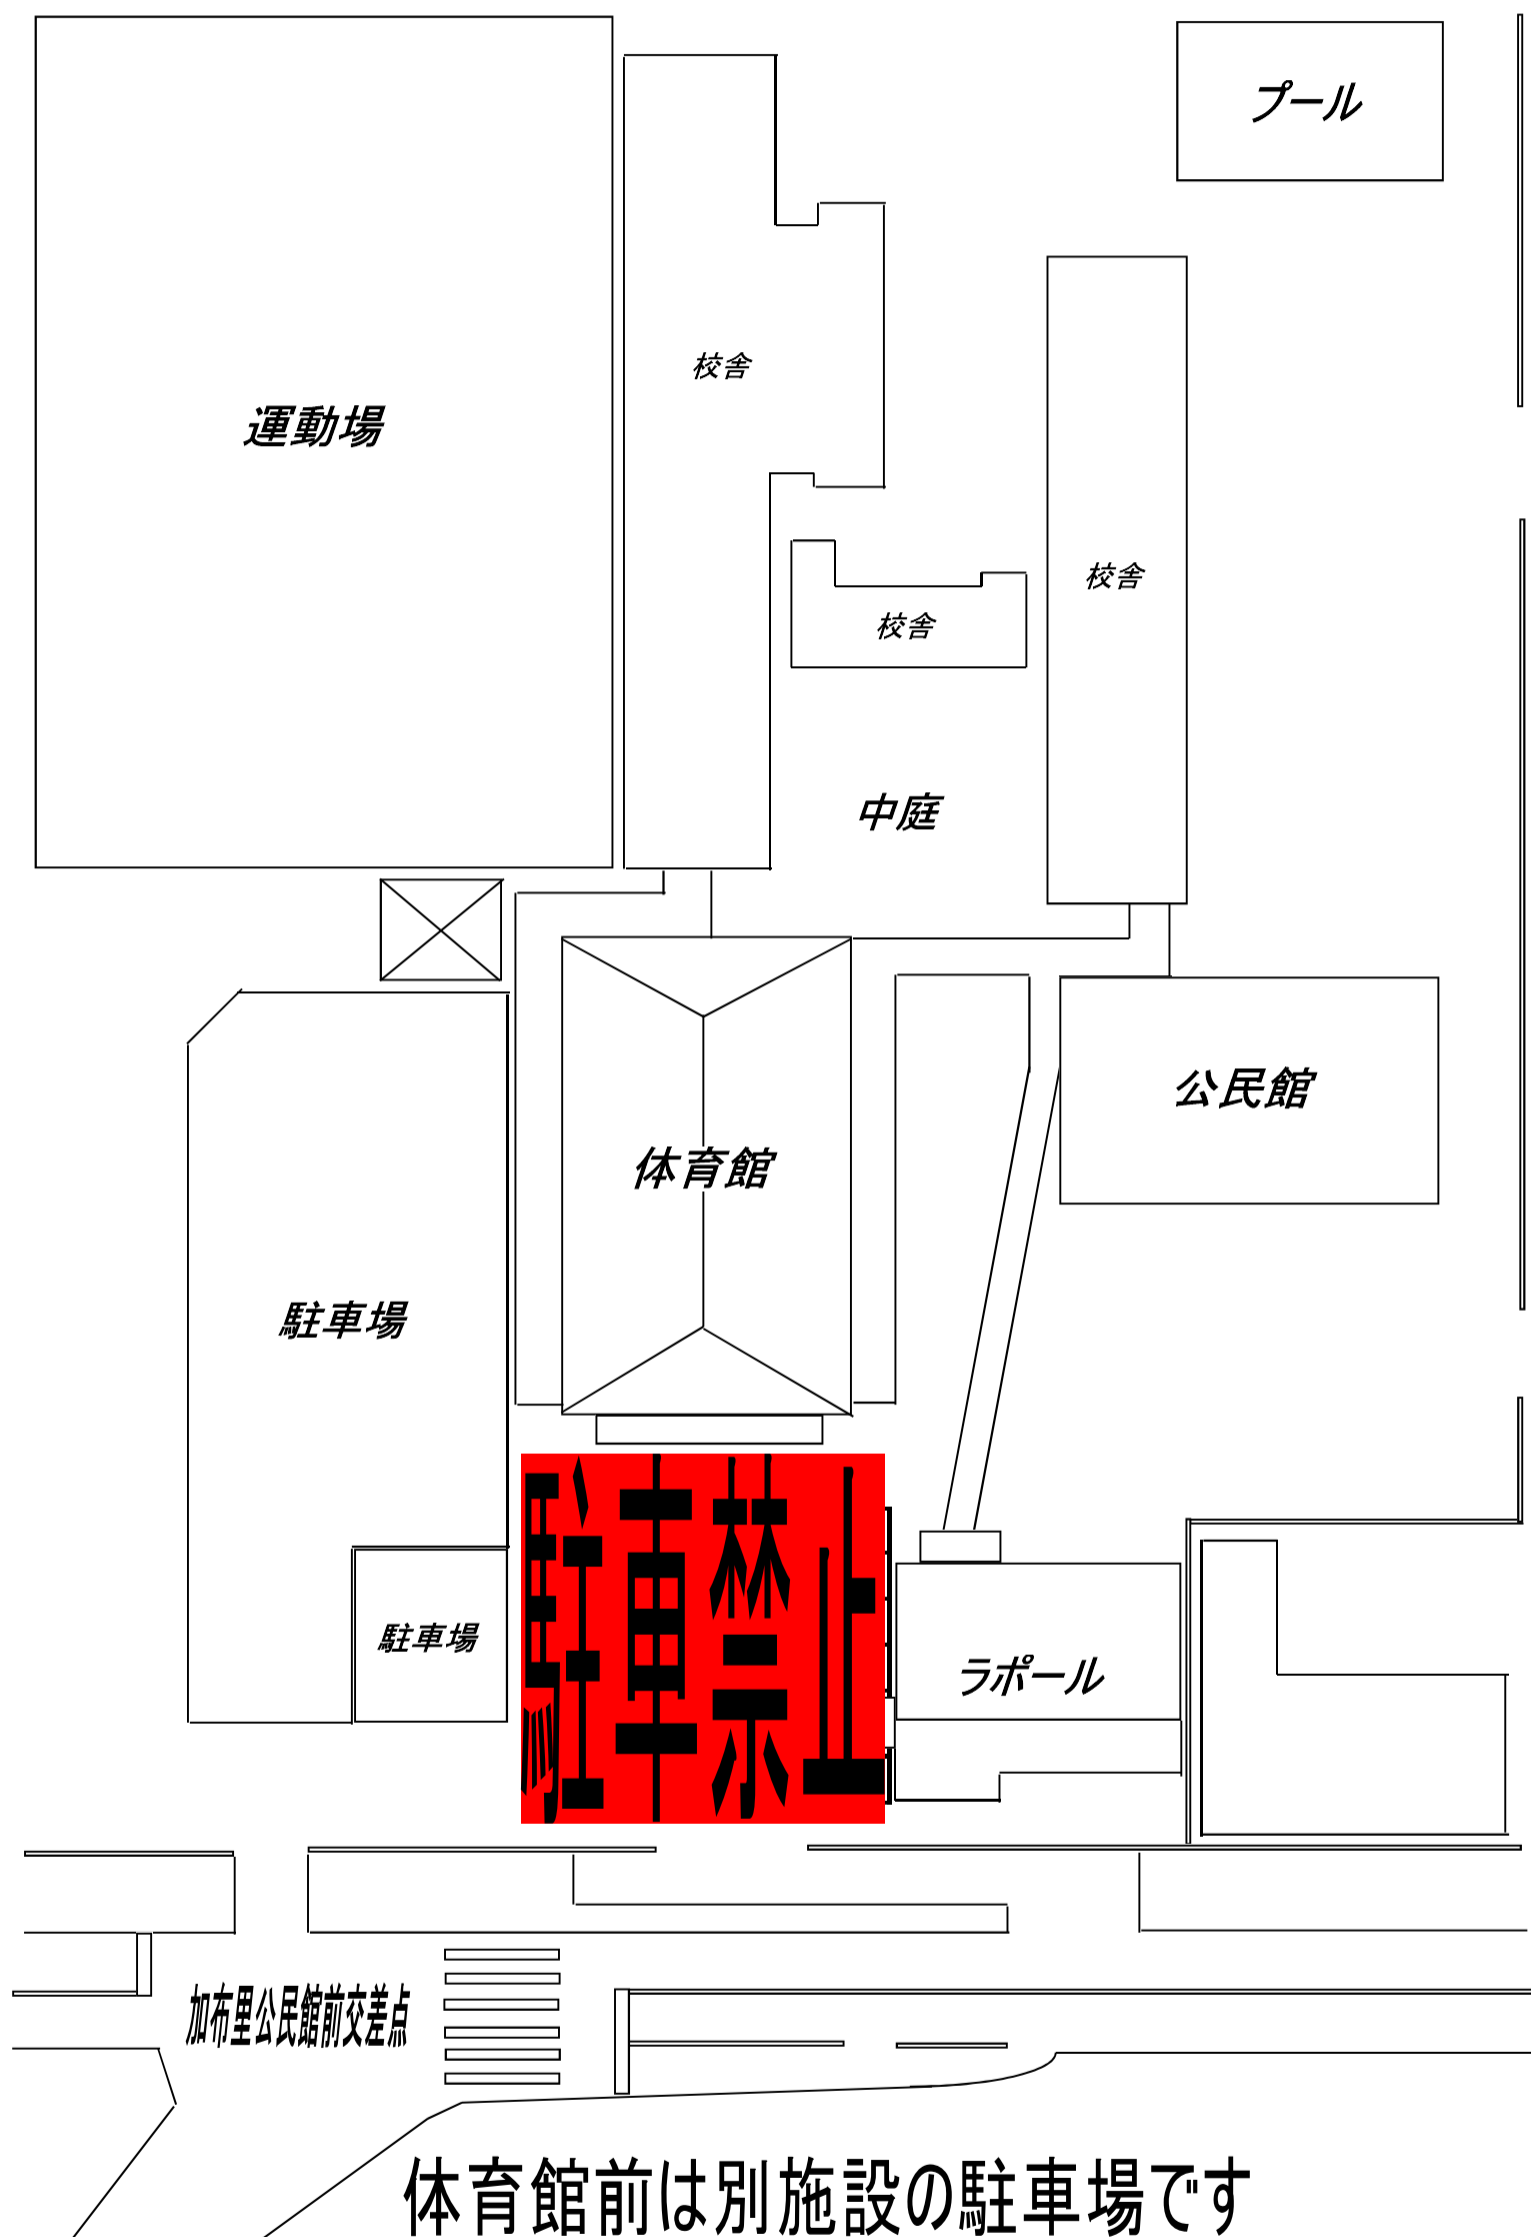 プール
校舎
運動場
校舎
校舎
中庭
公民館
体育館
駐車場
駐車禁止
駐車場
ラポール
加布里公民館前交差点
体育館前は別施設の駐車場です